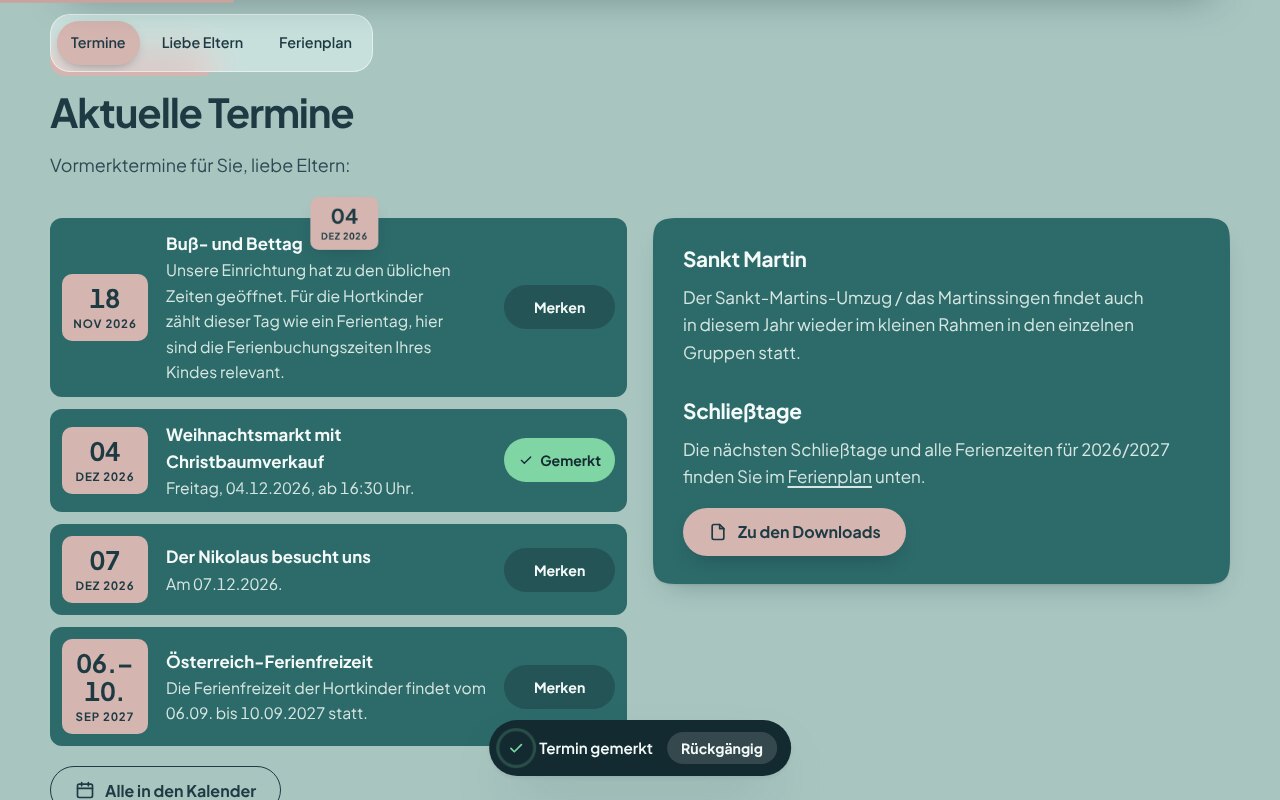 Termine
Liebe Eltern
Ferienplan
Aktuelle Termine
Vormerktermine für Sie, liebe Eltern:
04
DEZ 2026
18
NOV 2026
Buß- und Bettag
Unsere Einrichtung hat zu den üblichen
Zeiten geöffnet. Für die Hortkinder
zählt dieser Tag wie ein Ferientag, hier
sind die Ferienbuchungszeiten Ihres
Kindes relevant.
Merken
04
DEZ 2026
Weihnachtsmarkt mit
Christbaumverkauf
Freitag, 04.12.2026, ab 16:30 Uhr.
Gemerkt
07
DEZ 2026
Der Nikolaus besucht uns
Am 07.12.2026.
Merken
06.–
10.
SEP 2027
Österreich-Ferienfreizeit
Die Ferienfreizeit der Hortkinder findet vom
06.09. bis 10.09.2027 statt.
Merken
Alle in den Kalender
Sankt Martin
Der Sankt-Martins-Umzug / das Martinssingen findet auch
in diesem Jahr wieder im kleinen Rahmen in den einzelnen
Gruppen statt.
Schließtage
Die nächsten Schließtage und alle Ferienzeiten für 2026/2027
finden Sie im Ferienplan unten.
Zu den Downloads
Termin gemerkt
Rückgängig